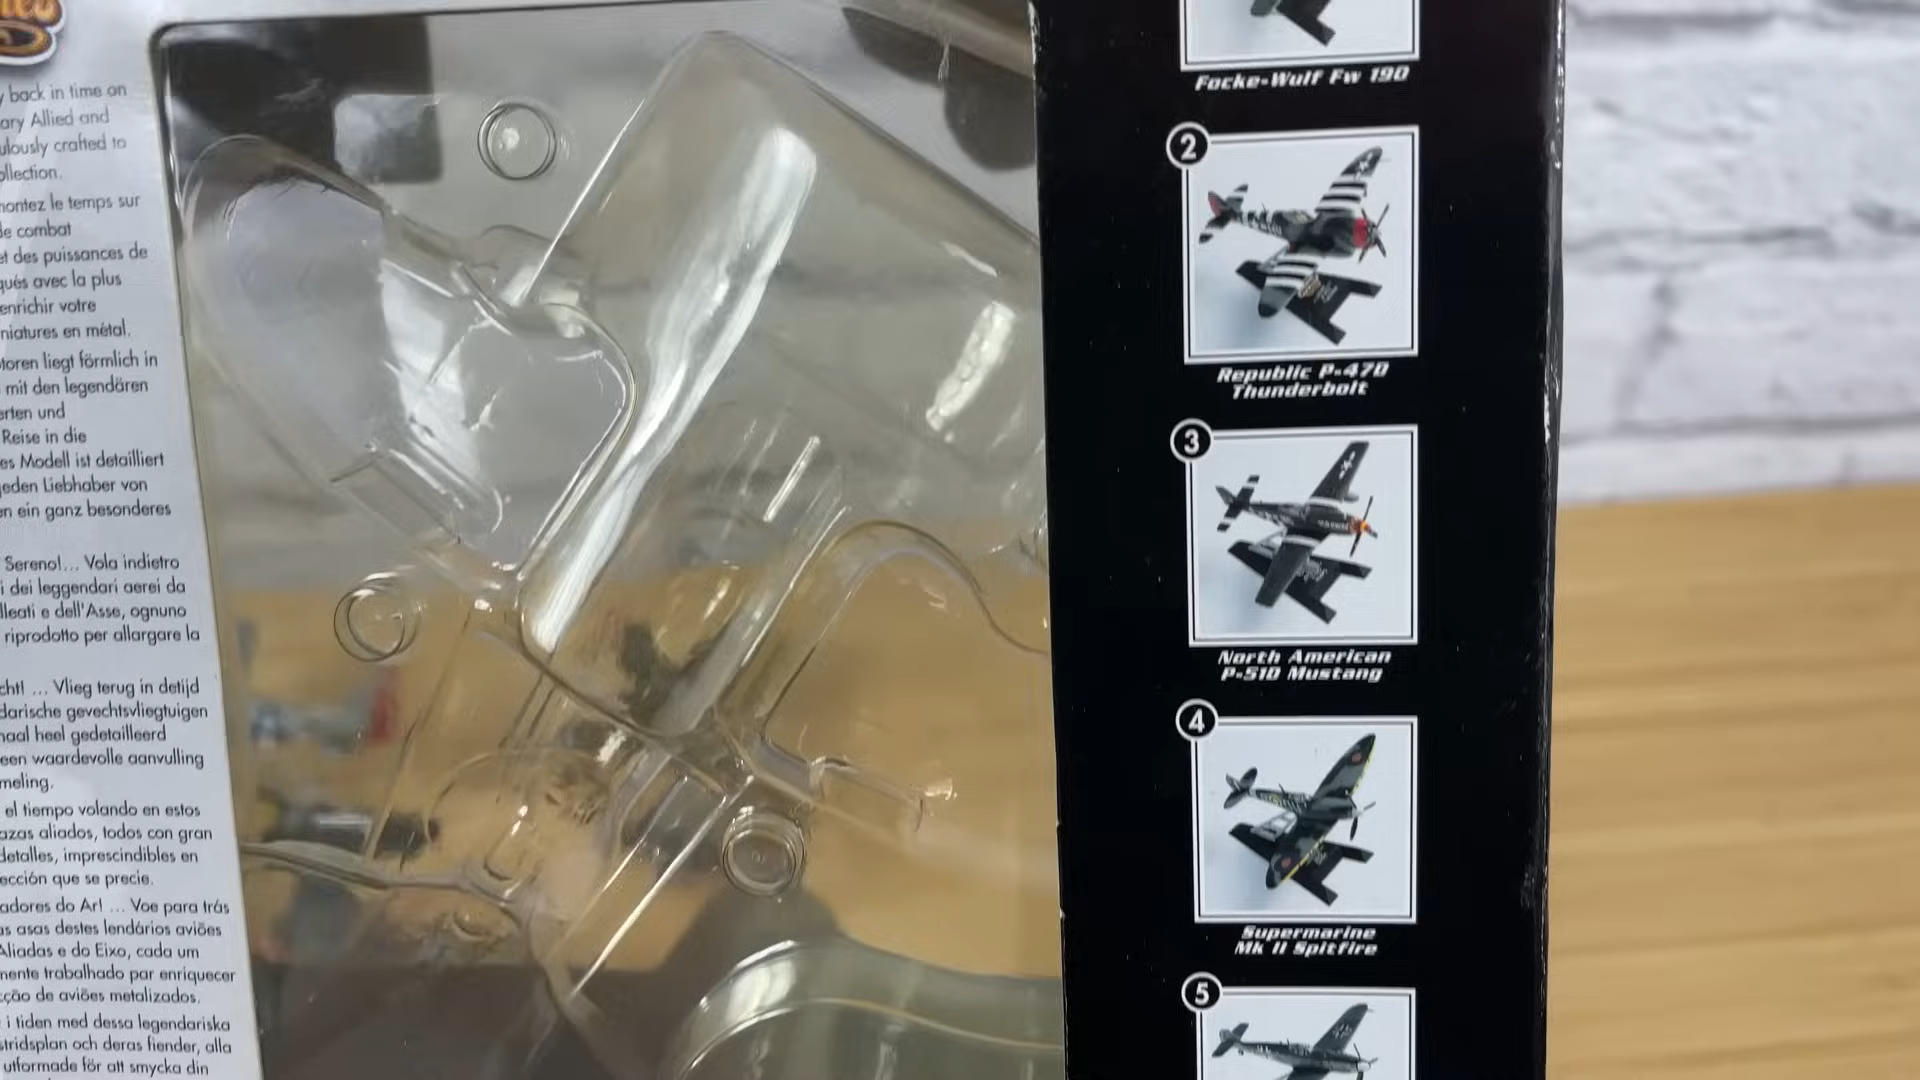 y back in time on
ary Allied and
ulously crafted to
ollection.
montez le temps sur
de combat
et des puissances de
qués avec la plus
enrichir votre
niatures en métal.
toren liegt förmlich in
mit den legendären
erten und
Reise in die
es Modell ist detailliert
jeden Liebhaber von
en ein ganz besonderes
Sereno!... Vola indietro
i dei leggendari aerei da
lleati e dell'Asse, ognuno
riprodotto per allargare la
cht! ... Vlieg terug in detijd
darische gevechtsvliegtuigen
naal heel gedetailleerd
een waardevolle aanvulling
meling.
el tiempo volando en estos
azas aliados, todos con gran
detalles, imprescindibles en
ección que se precie.
adores do Ar! ... Voe para trás
as asas destes lendários aviões
Aliadas e do Eixo, cada um
mente trabalhado par enriquecer
cção de aviões metalizados.
i tiden med dessa legendariska
stridsplan och deras fiender, alla
utformade för att smycka din
Focke-Wulf Fw 190
2
Republic P-47D
Thunderbolt
3
North American
P-51D Mustang
4
Supermarine
Mk II Spitfire
5